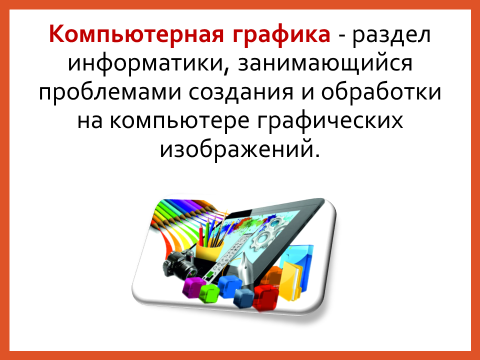 Компьютерная графика - раздел
информатики, занимающийся
проблемами создания и обработки
на компьютере графических
изображений.